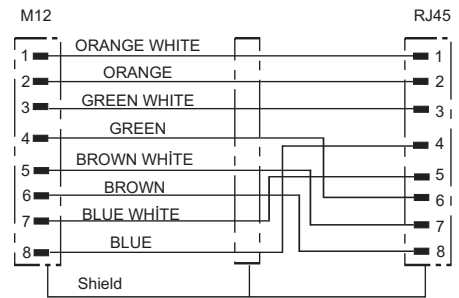 M12 RJ45
1 ORANGE WHITE 1
2 ORANGE 2
3 GREEN WHITE 3
4 GREEN 4
5 BROWN WHİTE 5
6 BROWN 6
7 BLUE WHİTE 7
8 BLUE 8
Shield